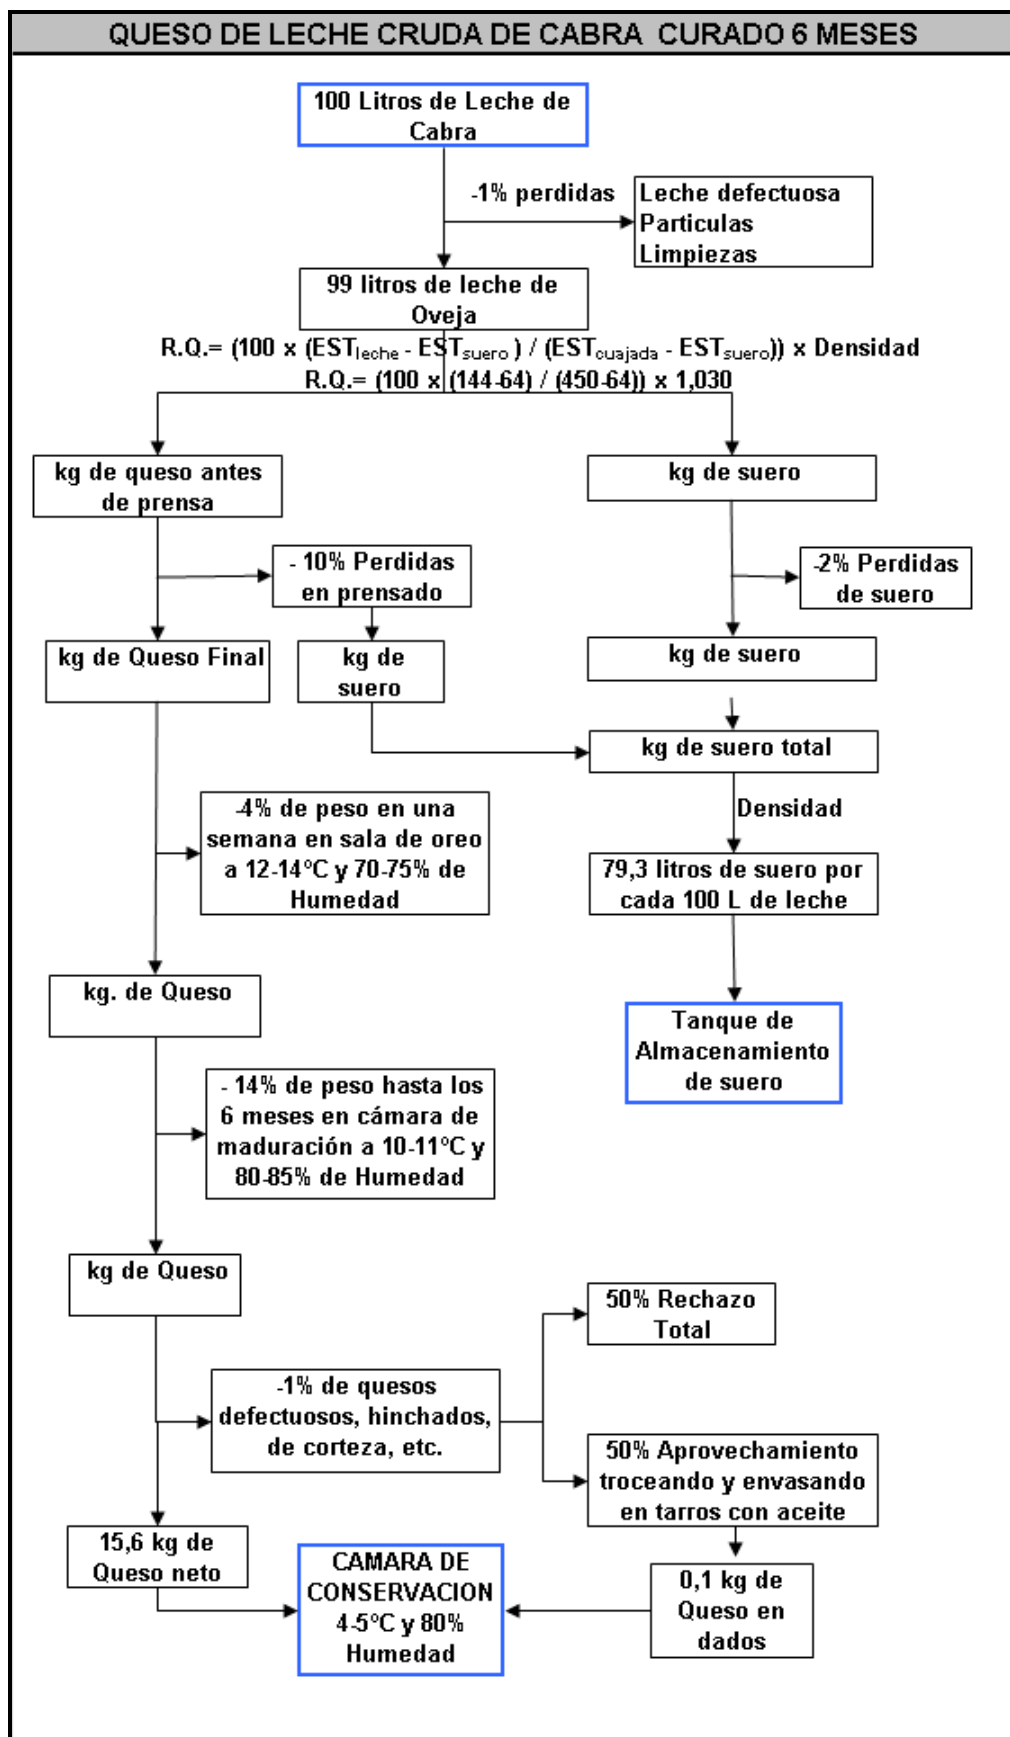 QUESO DE LECHE CRUDA DE CABRA CURADO 6 MESES
100 Litros de Leche de
Cabra
-1% perdidas
Leche defectuosa
Particulas
Limpiezas
99 litros de leche de
Oveja
R.Q.= (100 x (ESTleche - ESTsuero ) / (ESTcuajada - ESTsuero)) x Densidad
R.Q.= (100 x (144-64) / (450-64)) x 1,030
kg de queso antes
de prensa
kg de suero
- 10% Perdidas
en prensado
-2% Perdidas
de suero
kg de Queso Final
kg de
suero
kg de suero
kg de suero total
Densidad
-4% de peso en una
semana en sala de oreo
a 12-14ºC y 70-75% de
Humedad
79,3 litros de suero por
cada 100 L de leche
kg. de Queso
Tanque de
Almacenamiento
de suero
- 14% de peso hasta los
6 meses en cámara de
maduración a 10-11ºC y
80-85% de Humedad
kg de Queso
50% Rechazo
Total
-1% de quesos
defectuosos, hinchados,
de corteza, etc.
50% Aprovechamiento
troceando y envasando
en tarros con aceite
15,6 kg de
Queso neto
CAMARA DE
CONSERVACION
4-5ºC y 80%
Humedad
0,1 kg de
Queso en
dados